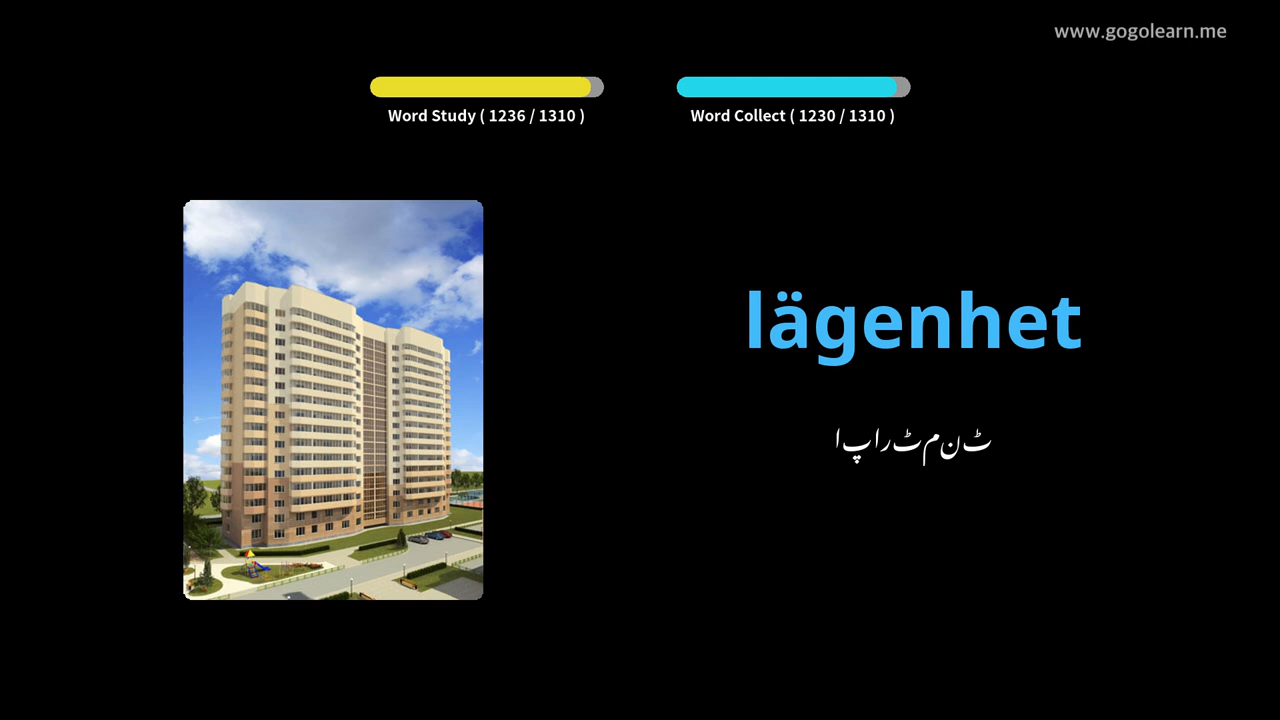 www.gogolearn.me
Word Study ( 1236 / 1310 )
Word Collect ( 1230 / 1310 )
lägenhet
اپارٹمنٹ